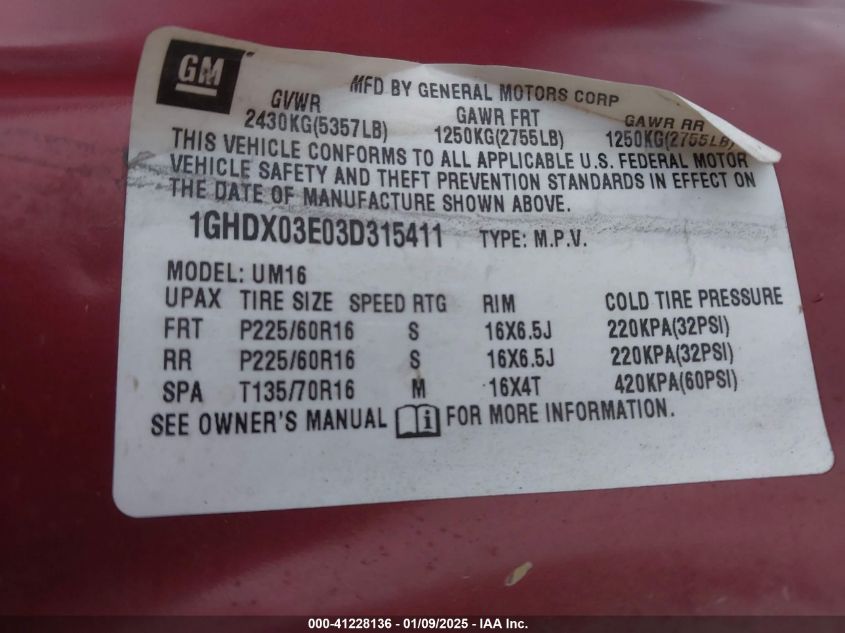 GM
MFD BY GENERAL MOTORS CORP
GVWR GAWR FRT GAWR RR
2430KG(5357LB) 1250KG(2755LB) 1250KG(2755LB)
THIS VEHICLE CONFORMS TO ALL APPLICABLE U.S. FEDERAL MOTOR
VEHICLE SAFETY AND THEFT PREVENTION STANDARDS IN EFFECT ON
THE DATE OF MANUFACTURE SHOWN ABOVE.
1GHDX03E03D315411 TYPE: M.P.V.
MODEL: UM16
UPAX TIRE SIZE SPEED RTG RIM COLD TIRE PRESSURE
FRT P225/60R16 S 16X6.5J 220KPA(32PSI)
RR P225/60R16 S 16X6.5J 220KPA(32PSI)
SPA T135/70R16 M 16X4T 420KPA(60PSI)
SEE OWNER'S MANUAL i FOR MORE INFORMATION.
000-41228136 - 01/09/2025 - IAA Inc.